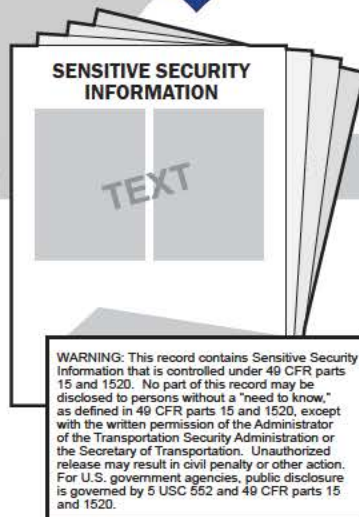 SENSITIVE SECURITY
INFORMATION
TEXT
WARNING: This record contains Sensitive Security
Information that is controlled under 49 CFR parts
15 and 1520.  No part of this record may be
disclosed to persons without a "need to know,"
as defined in 49 CFR parts 15 and 1520, except
with the written permission of the Administrator
of the Transportation Security Administration or
the Secretary of Transportation.  Unauthorized
release may result in civil penalty or other action.
For U.S. government agencies, public disclosure
is governed by 5 USC 552 and 49 CFR parts 15
and 1520.